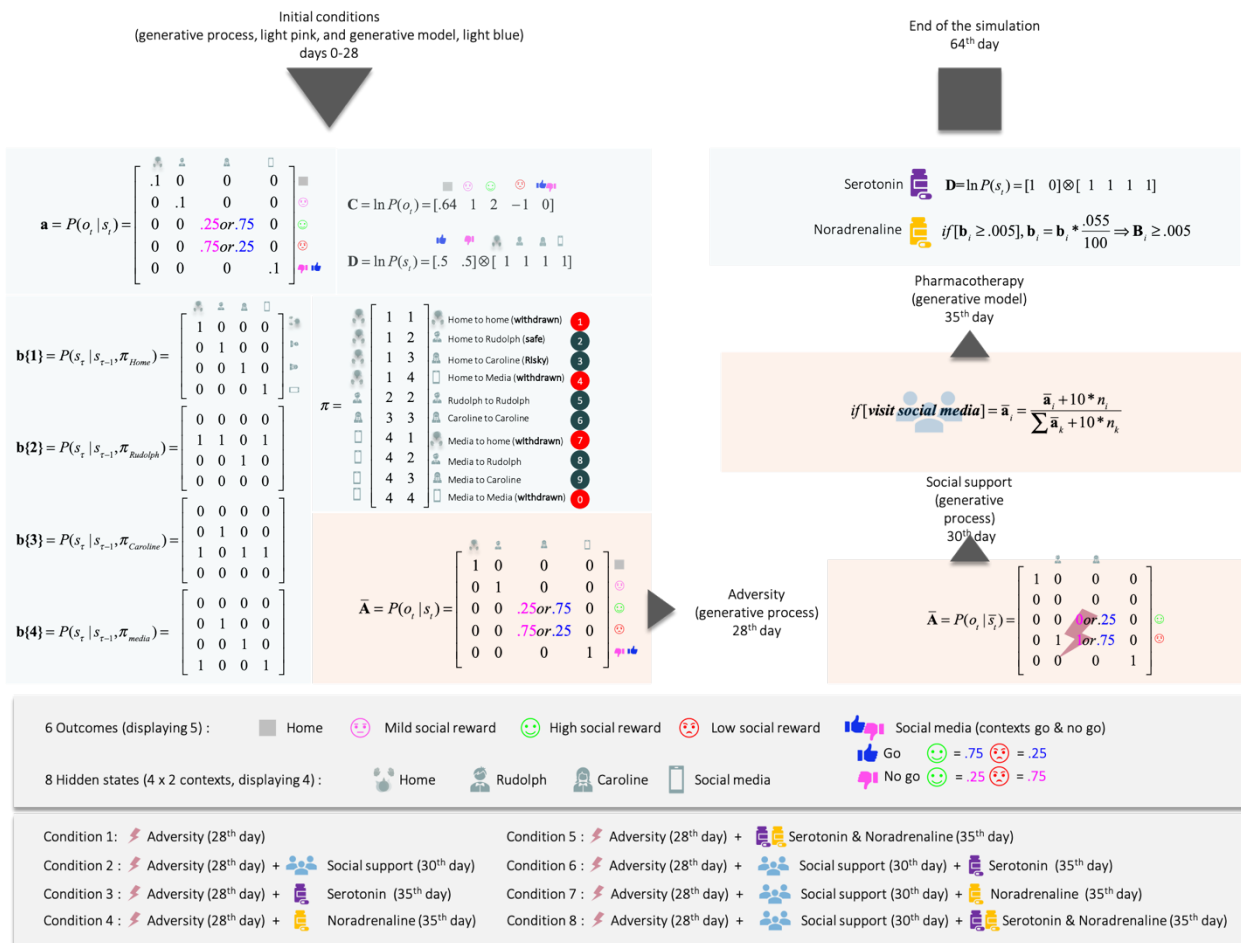 Initial conditions
(generative process, light pink, and generative model, light blue)
days 0-28
End of the simulation
64th day
a = P(o_t | s_t) =
.1 0 0 0
0 .1 0 0
0 0 .25or.75 0
0 0 .75or.25 0
0 0 0 .1
C = ln P(o_t) = [.64 1 2 −1 0]
D = ln P(s_t) = [.5 .5]⊗[ 1 1 1 1]
b{1} = P(s_τ | s_τ−1, π_Home) =
1 0 0 0
0 1 0 0
0 0 1 0
0 0 0 1
b{2} = P(s_τ | s_τ−1, π_Rudolph) =
0 0 0 0
1 1 0 1
0 0 1 0
0 0 0 0
b{3} = P(s_τ | s_τ−1, π_Caroline) =
0 0 0 0
0 1 0 0
1 0 1 1
0 0 0 0
b{4} = P(s_τ | s_τ−1, π_media) =
0 0 0 0
0 1 0 0
0 0 1 0
1 0 0 1
π =
1 1 Home to home (withdrawn) 1
1 2 Home to Rudolph (safe) 2
1 3 Home to Caroline (Risky) 3
1 4 Home to Media (withdrawn) 4
2 2 Rudolph to Rudolph 5
3 3 Caroline to Caroline 6
4 1 Media to home (withdrawn) 7
4 2 Media to Rudolph 8
4 3 Media to Caroline 9
4 4 Media to Media (withdrawn) 0
Ā = P(o_t | s_t) =
1 0 0 0
0 1 0 0
0 0 .25or.75 0
0 0 .75or.25 0
0 0 0 1
Adversity
(generative process)
28th day
Ā = P(o_t | s̄_t) =
1 0 0 0
0 0 0 0
0 0 0or.25 0
0 1 1or.75 0
0 0 0 1
Social support
(generative
process)
30th day
if[visit social media] = ā_i = (ā_i + 10 * n_i) / (∑ ā_k + 10 * n_k)
Pharmacotherapy
(generative model)
35th day
Serotonin D= ln P(s_t) = [1 0]⊗[ 1 1 1 1]
Noradrenaline if[b_i ≥ .005], b_i = b_i * .055/100 ⇒ B_i ≥ .005
6 Outcomes (displaying 5) : Home Mild social reward High social reward Low social reward Social media (contexts go & no go)
Go = .75 = .25
No go = .25 = .75
8 Hidden states (4 x 2 contexts, displaying 4) : Home Rudolph Caroline Social media
Condition 1: Adversity (28th day)
Condition 2 : Adversity (28th day) + Social support (30th day)
Condition 3 : Adversity (28th day) + Serotonin (35th day)
Condition 4 : Adversity (28th day) + Noradrenaline (35th day)
Condition 5 : Adversity (28th day) + Serotonin & Noradrenaline (35th day)
Condition 6 : Adversity (28th day) + Social support (30th day) + Serotonin (35th day)
Condition 7 : Adversity (28th day) + Social support (30th day) + Noradrenaline (35th day)
Condition 8 : Adversity (28th day) + Social support (30th day) + Serotonin & Noradrenaline (35th day)